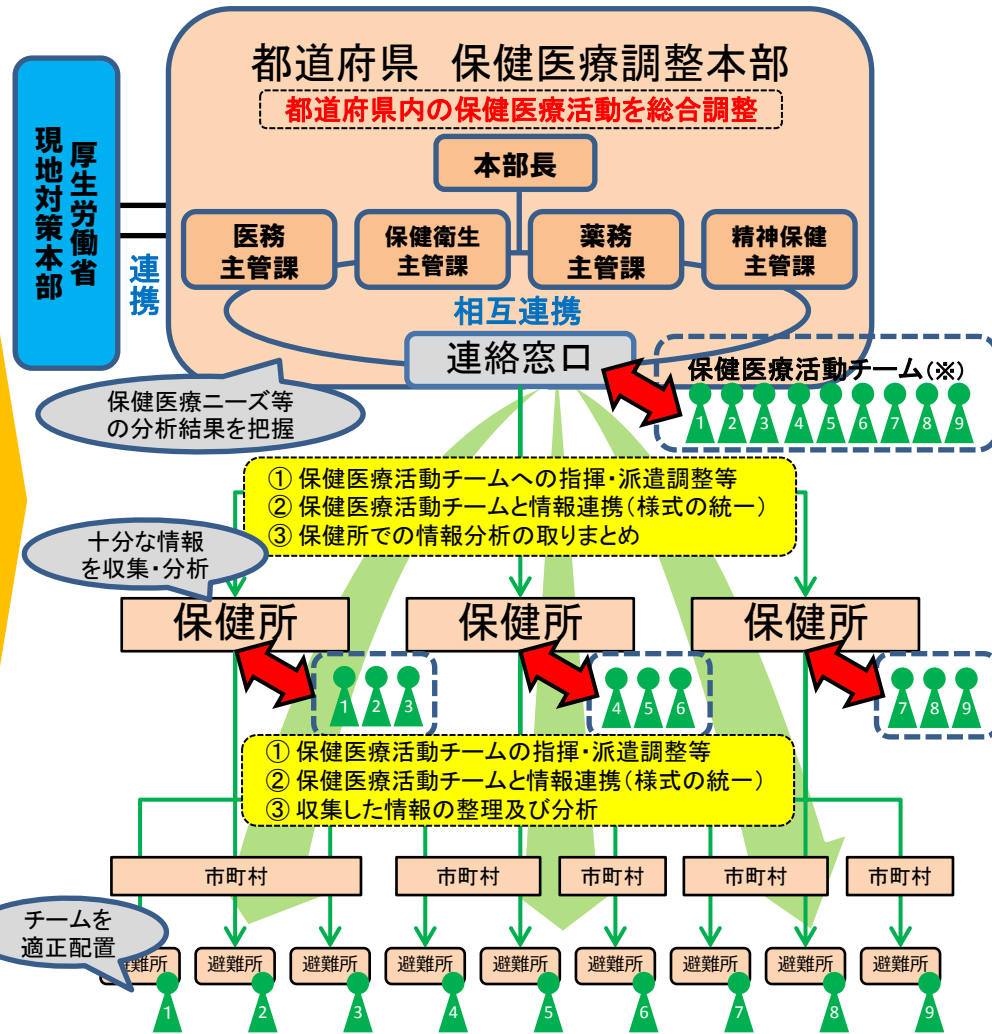 都道府県 保健医療調整本部
都道府県内の保健医療活動を総合調整
本部長
医務
主管課
保健衛生
主管課
薬務
主管課
精神保健
主管課
相互連携
連絡窓口
厚生労働省
現地対策本部
連携
保健医療活動チーム(※)
1 2 3 4 5 6 7 8 9
保健医療ニーズ等
の分析結果を把握
① 保健医療活動チームへの指揮・派遣調整等
② 保健医療活動チームと情報連携(様式の統一)
③ 保健所での情報分析の取りまとめ
十分な情報
を収集・分析
保健所
保健所
保健所
1 2 3
4 5 6
7 8 9
① 保健医療活動チームの指揮・派遣調整等
② 保健医療活動チームと情報連携(様式の統一)
③ 収集した情報の整理及び分析
市町村
市町村
市町村
市町村
市町村
チームを
適正配置
避難所
避難所
避難所
避難所
避難所
避難所
避難所
避難所
避難所
1 2 3 4 5 6 7 8 9